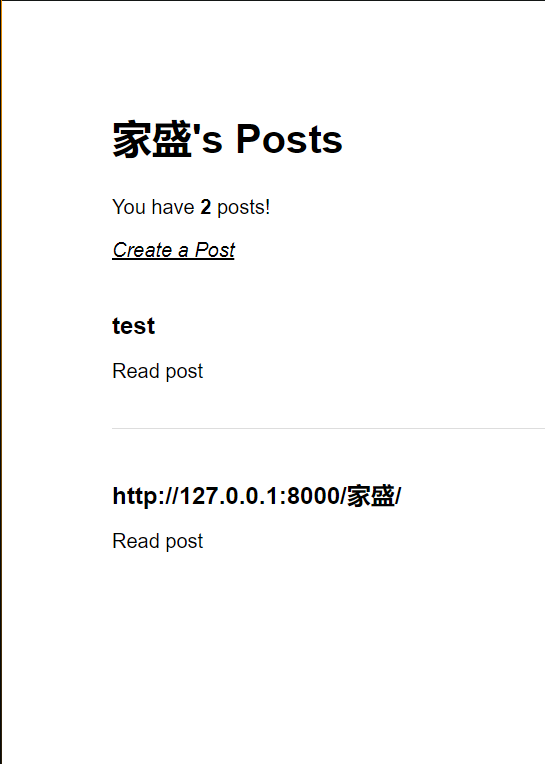 家盛's Posts
You have 2 posts!
Create a Post
test
Read post
http://127.0.0.1:8000/家盛/
Read post